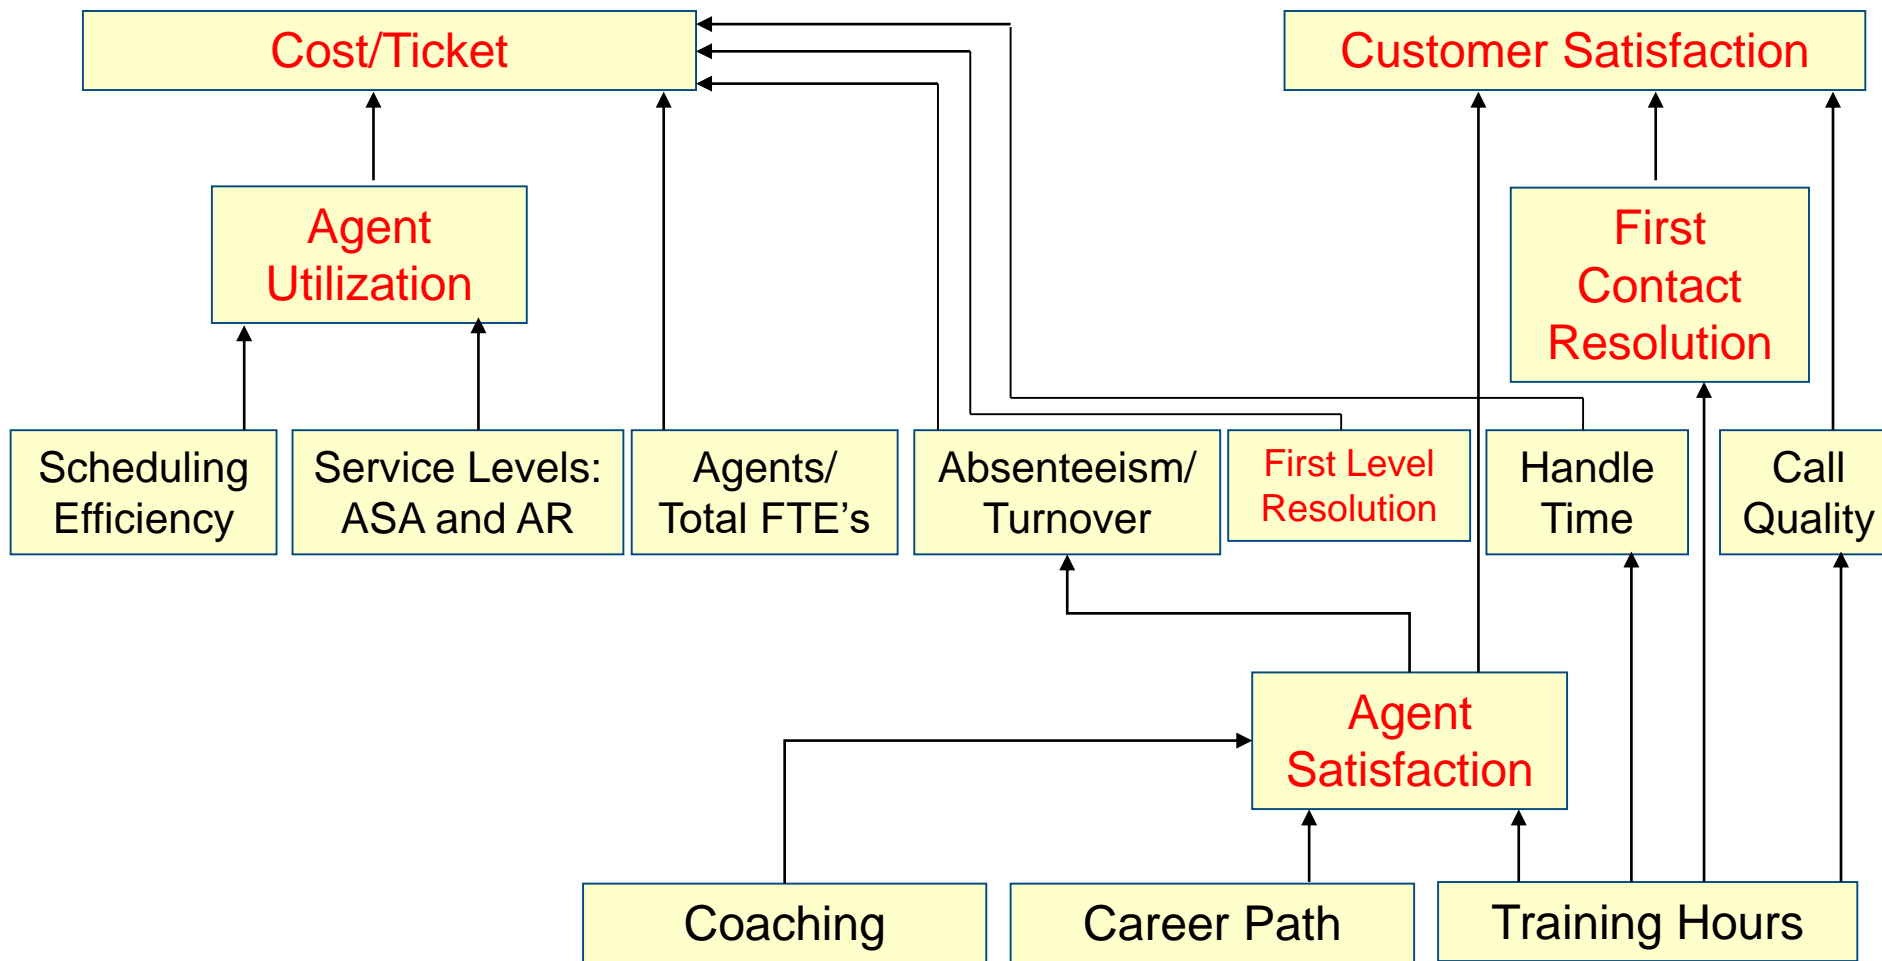 Cost/Ticket
Customer Satisfaction
Agent
Utilization
First
Contact
Resolution
Scheduling
Efficiency
Service Levels:
ASA and AR
Agents/
Total FTE’s
Absenteeism/
Turnover
First Level
Resolution
Handle
Time
Call
Quality
Agent
Satisfaction
Coaching
Career Path
Training Hours